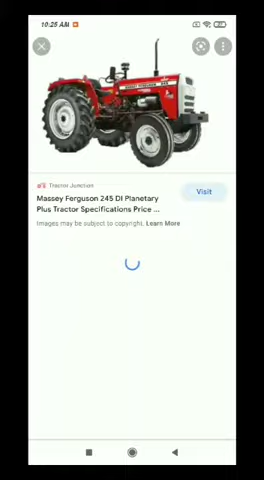 10:25 AM
Tractor Junction
Massey Ferguson 245 DI Planetary
Plus Tractor Specifications Price ...
Visit
Images may be subject to copyright. Learn More